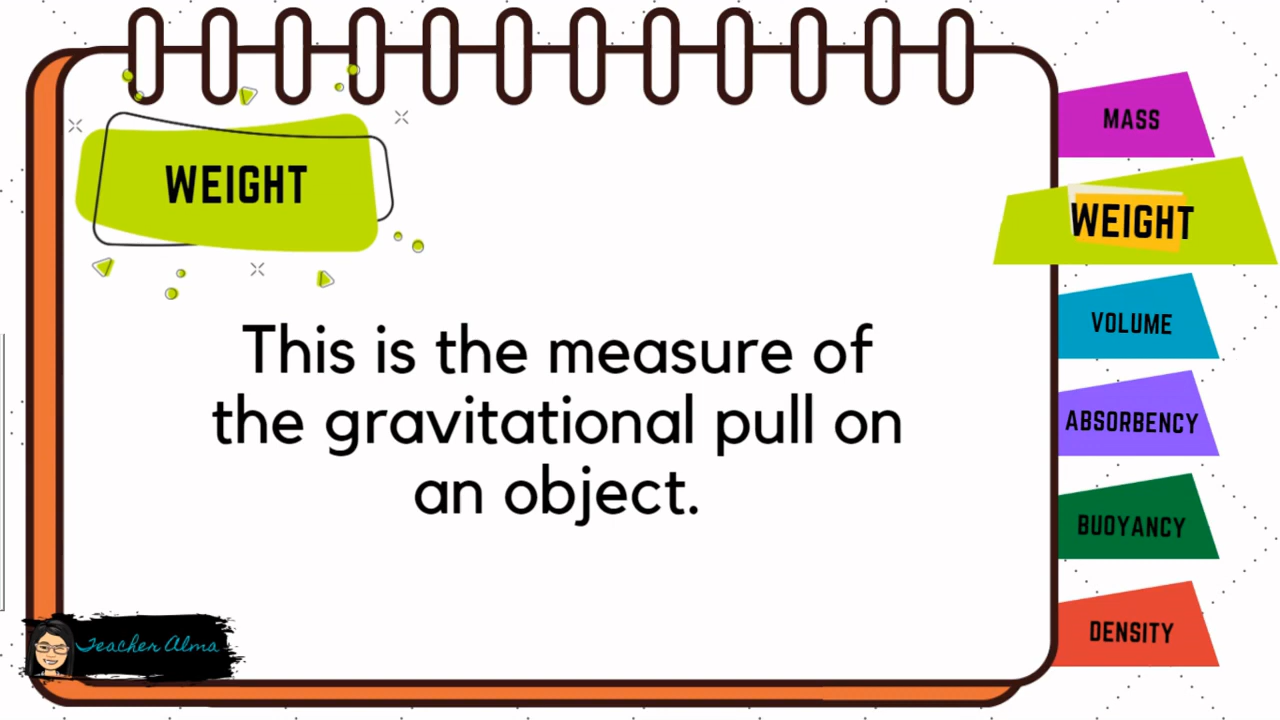 WEIGHT
This is the measure of
the gravitational pull on
an object.
MASS
WEIGHT
VOLUME
ABSORBENCY
BUOYANCY
DENSITY
Teacher Alma